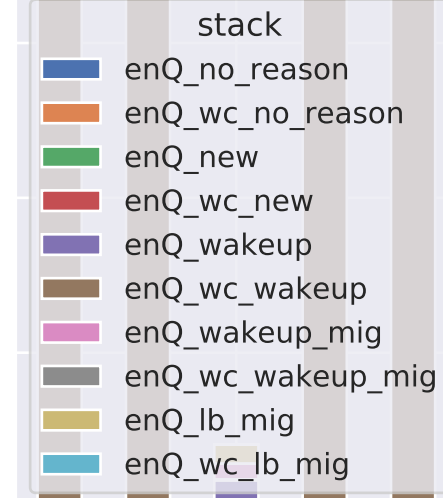 stack
enQ_no_reason
enQ_wc_no_reason
enQ_new
enQ_wc_new
enQ_wakeup
enQ_wc_wakeup
enQ_wakeup_mig
enQ_wc_wakeup_mig
enQ_lb_mig
enQ_wc_lb_mig